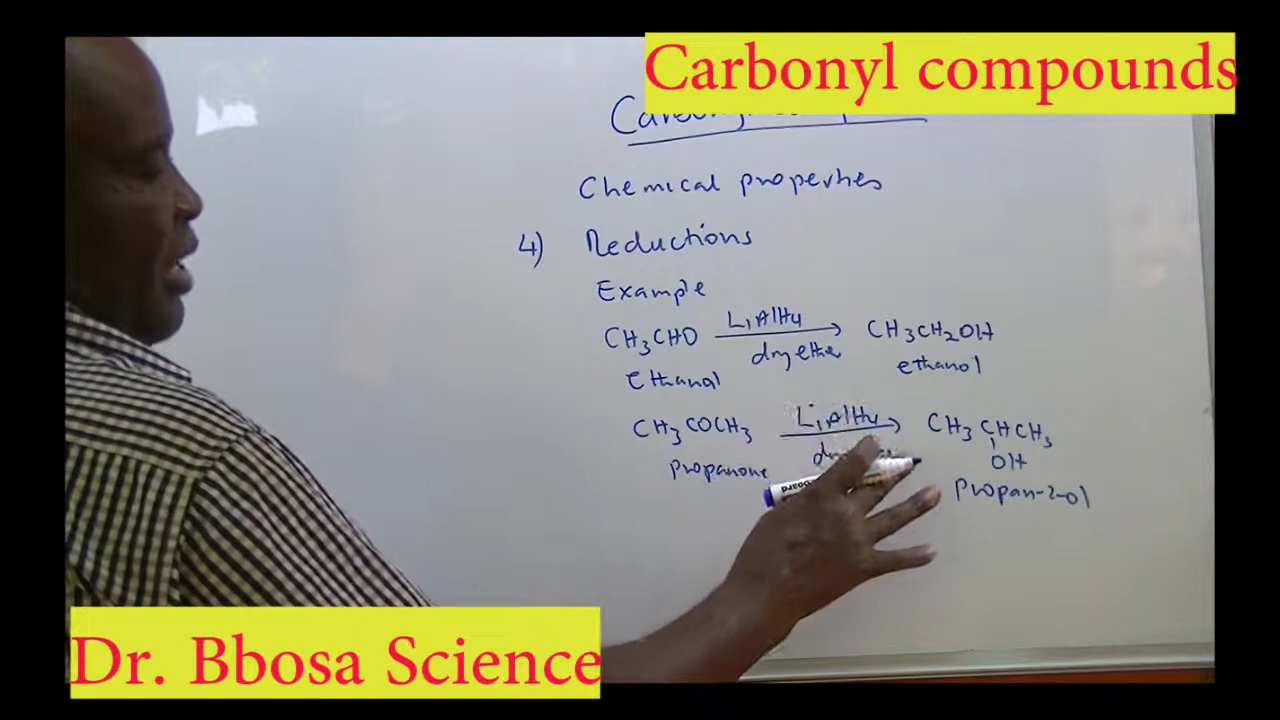 Carbonyl compounds
Chemical properties
4) Reductions
Example
CH3CHO LiAlH4 CH3CH2OH
dry ether
Ethanal ethanol
CH3COCH3 LiAlH4 CH3CHCH3
OH
propanone propan-2-ol
board
Dr. Bbosa Science